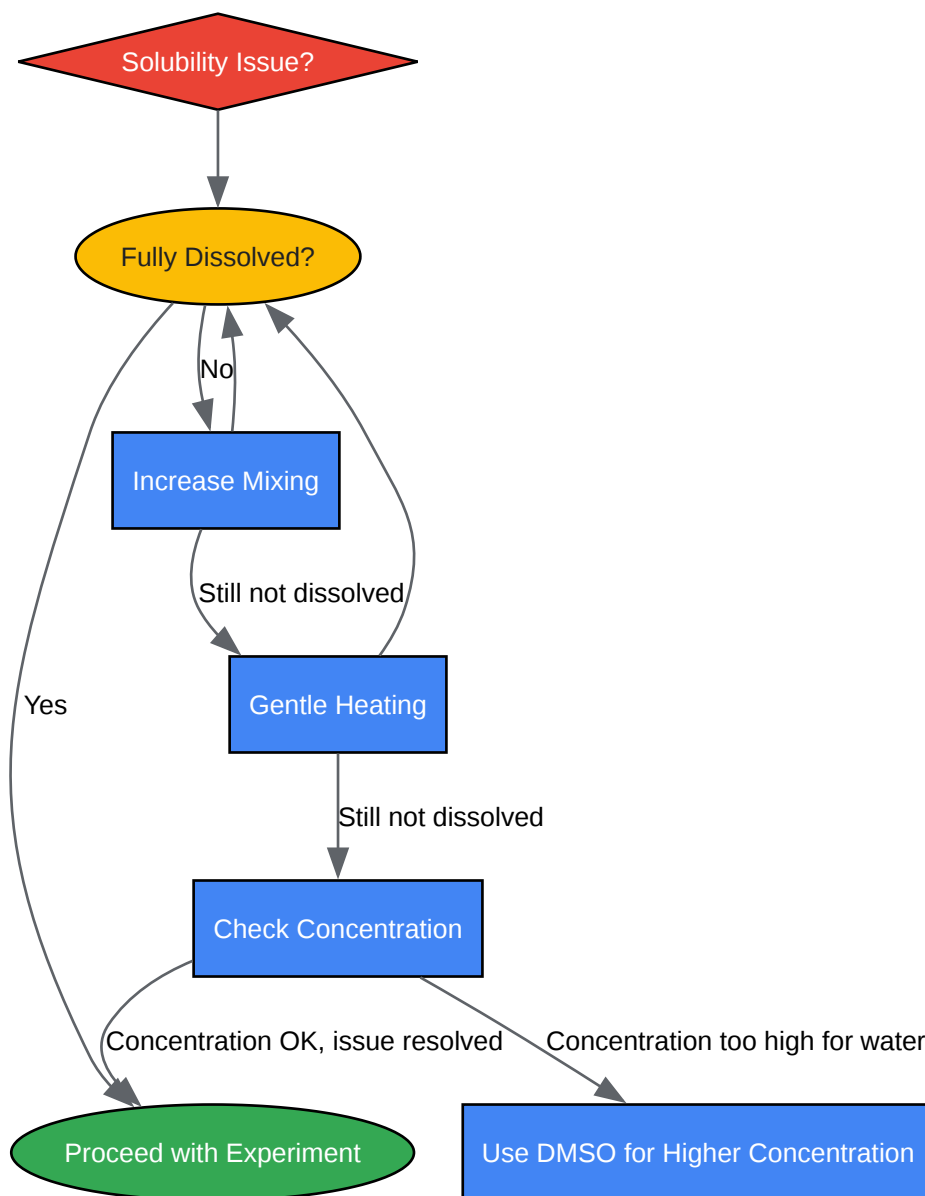 Solubility Issue?
Fully Dissolved?
No
Increase Mixing
Still not dissolved
Yes
Gentle Heating
Still not dissolved
Check Concentration
Concentration OK, issue resolved
Concentration too high for water
Proceed with Experiment
Use DMSO for Higher Concentration